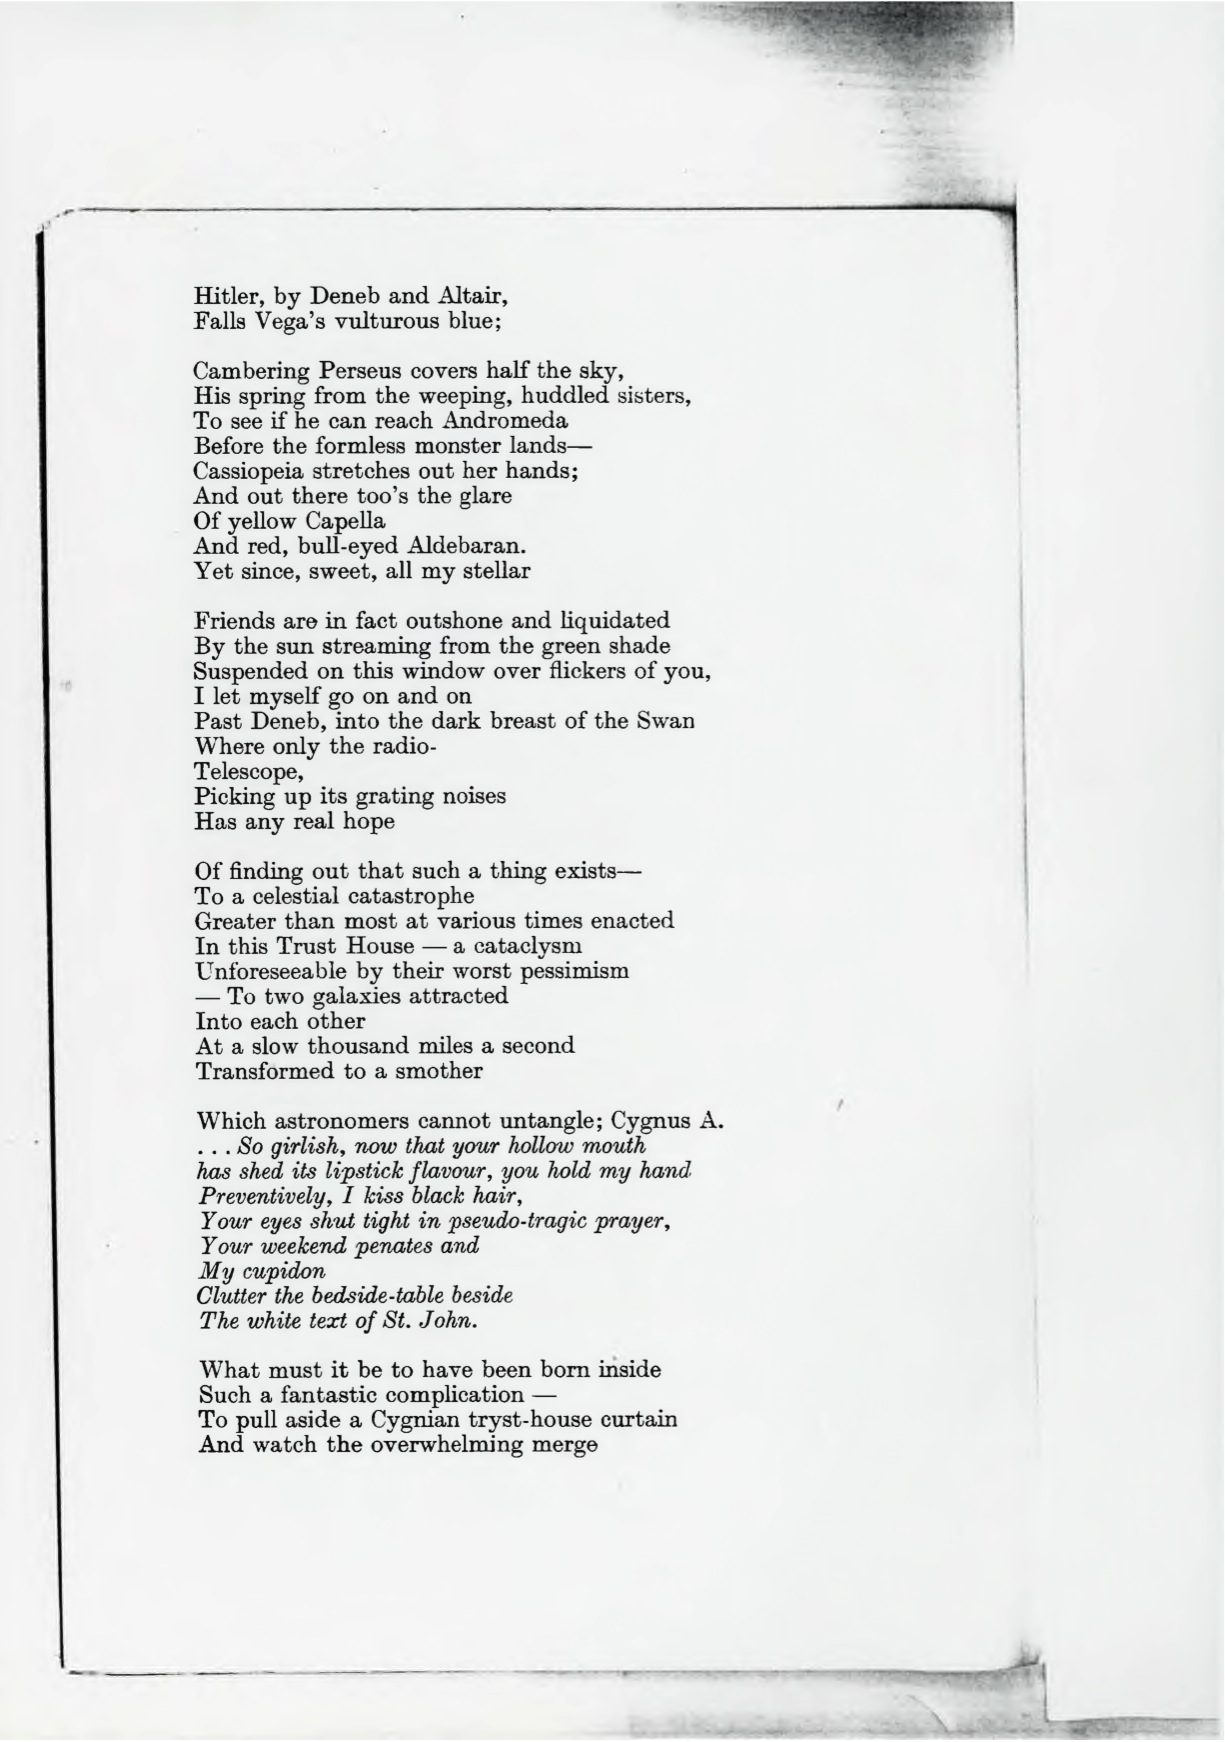 Hitler, by Deneb and Altair,
Falls Vega's vulturous blue;
Cambering Perseus covers half the sky,
His spring from the weeping, huddled sisters,
To see if he can reach Andromeda
Before the formless monster lands—
Cassiopeia stretches out her hands;
And out there too's the glare
Of yellow Capella
And red, bull-eyed Aldebaran.
Yet since, sweet, all my stellar
Friends are in fact outshone and liquidated
By the sun streaming from the green shade
Suspended on this window over flickers of you,
I let myself go on and on
Past Deneb, into the dark breast of the Swan
Where only the radio-
Telescope,
Picking up its grating noises
Has any real hope
Of finding out that such a thing exists—
To a celestial catastrophe
Greater than most at various times enacted
In this Trust House — a cataclysm
Unforeseeable by their worst pessimism
— To two galaxies attracted
Into each other
At a slow thousand miles a second
Transformed to a smother
Which astronomers cannot untangle; Cygnus A.
. . . So girlish, now that your hollow mouth
has shed its lipstick flavour, you hold my hand
Preventively, I kiss black hair,
Your eyes shut tight in pseudo-tragic prayer,
Your weekend penates and
My cupidon
Clutter the bedside-table beside
The white text of St. John.
What must it be to have been born inside
Such a fantastic complication —
To pull aside a Cygnian tryst-house curtain
And watch the overwhelming merge